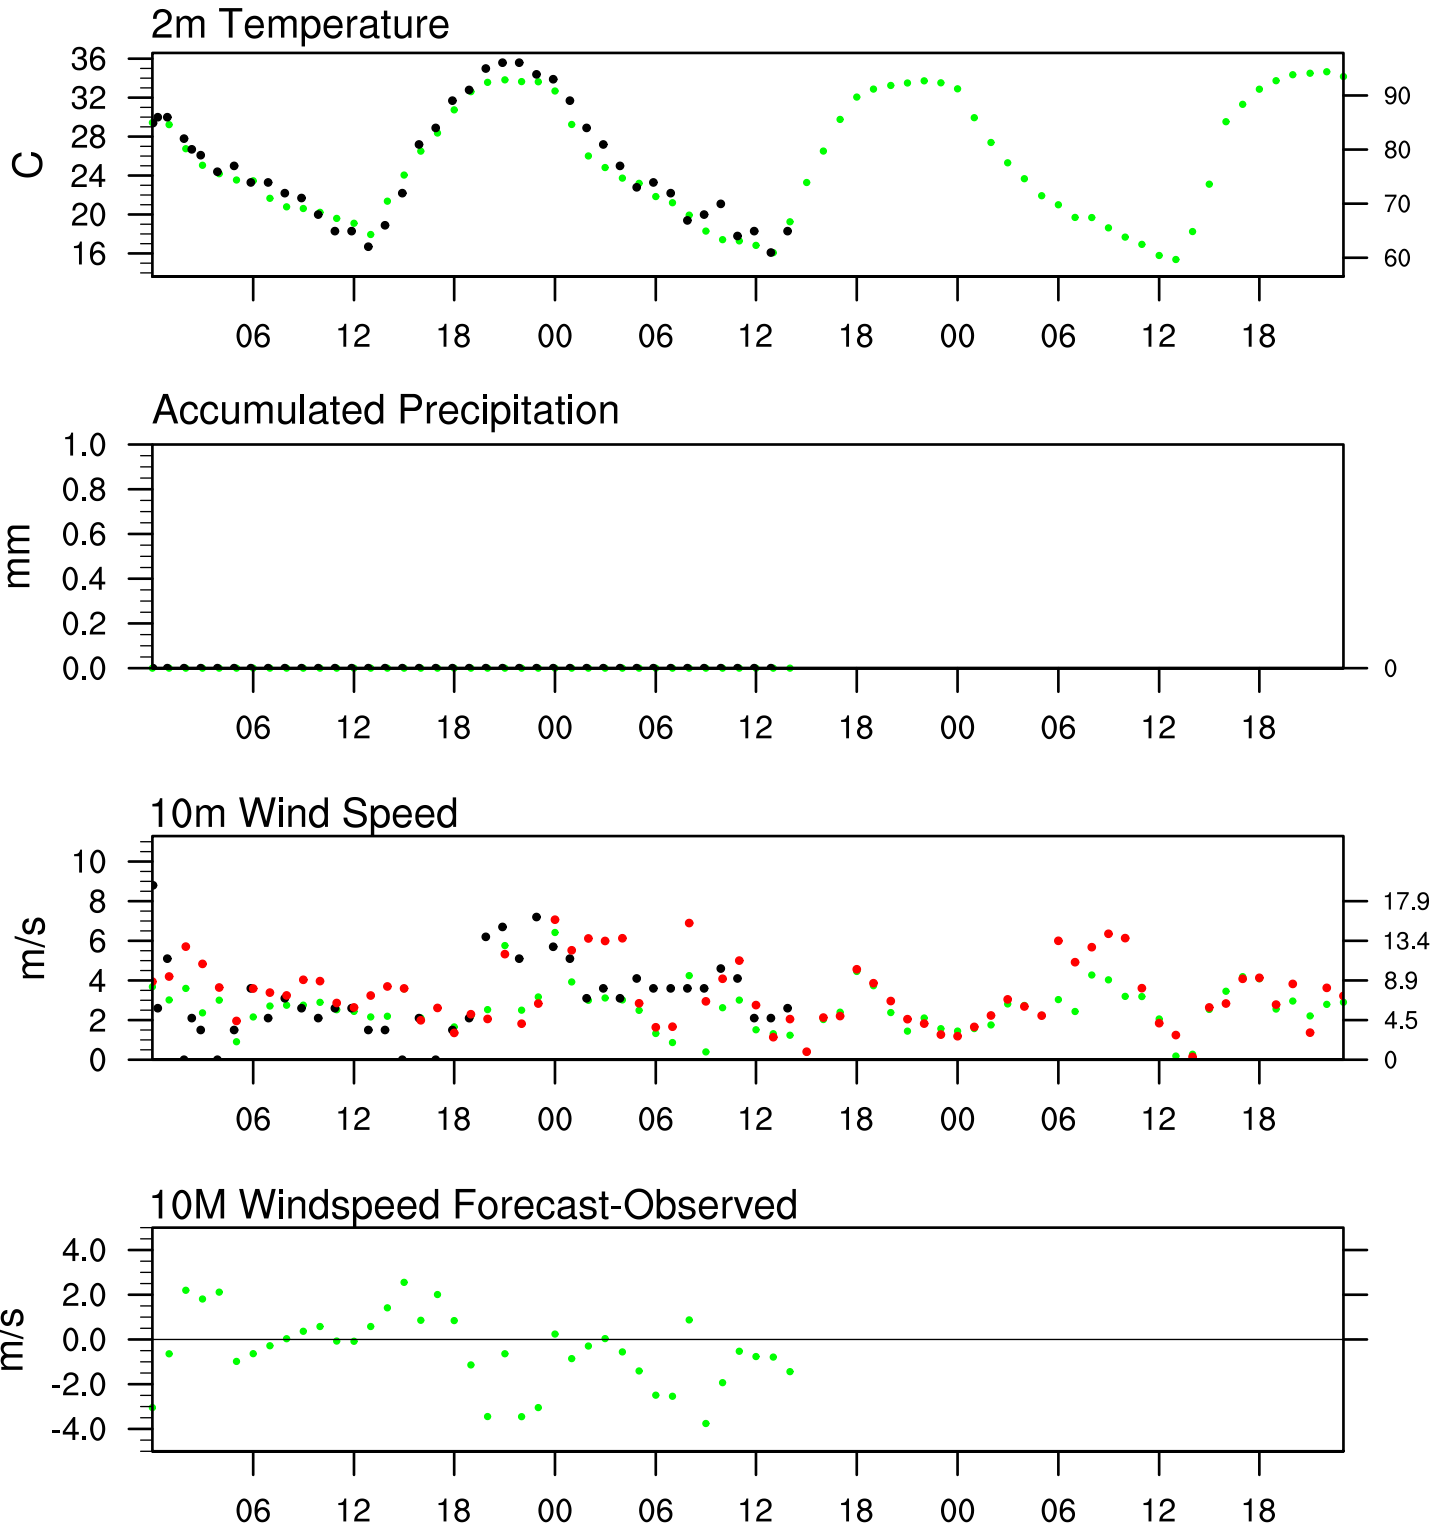 2m Temperature
36
32
28
24
20
16
C
90
80
70
60
06 12 18 00 06 12 18 00 06 12 18
Accumulated Precipitation
1.0
0.8
0.6
0.4
0.2
0.0
mm
0
06 12 18 00 06 12 18 00 06 12 18
10m Wind Speed
10
8
6
4
2
0
m/s
17.9
13.4
8.9
4.5
0
06 12 18 00 06 12 18 00 06 12 18
10M Windspeed Forecast-Observed
4.0
2.0
0.0
-2.0
-4.0
m/s
06 12 18 00 06 12 18 00 06 12 18